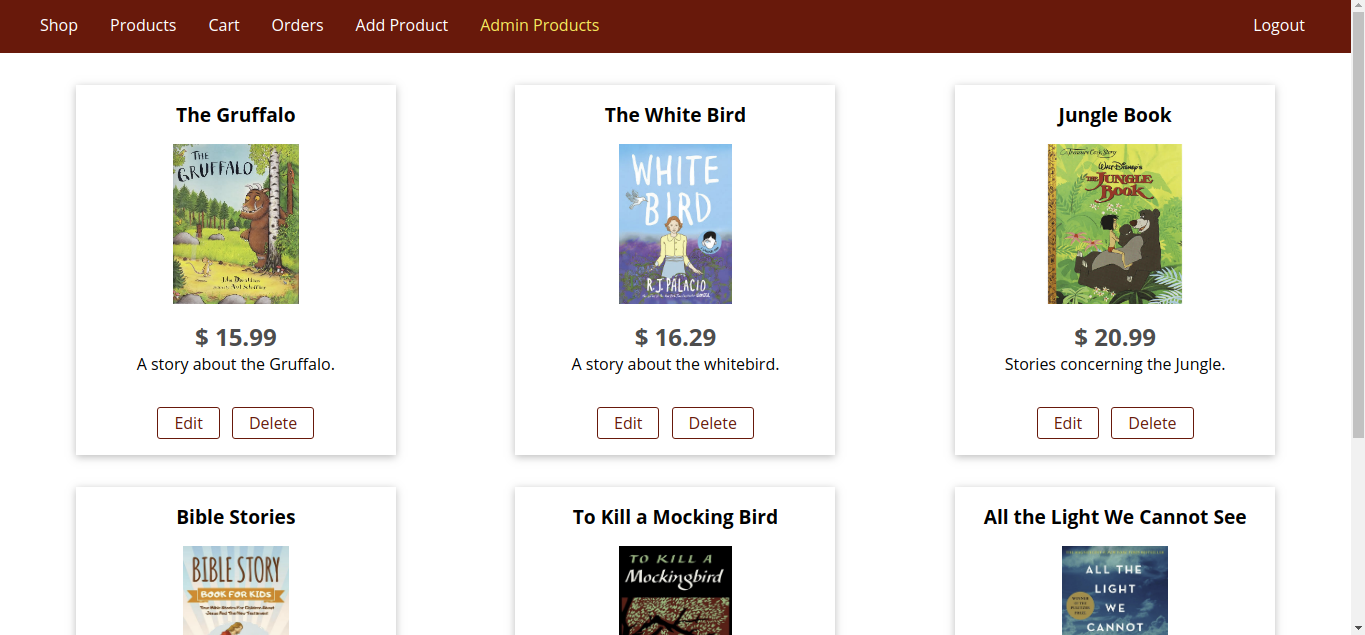 Shop Products Cart Orders Add Product Admin Products Logout
The Gruffalo
The White Bird
Jungle Book
THE
GRUFFALO
WHITE
BIRD
R.J. PALACIO
WALT DISNEY'S
THE JUNGLE
BOOK
$ 15.99
$ 16.29
$ 20.99
A story about the Gruffalo.
A story about the whitebird.
Stories concerning the Jungle.
Edit Delete
Edit Delete
Edit Delete
Bible Stories
To Kill a Mocking Bird
All the Light We Cannot See
BIBLE STORY
BOOK FOR KIDS
TO KILL A
Mockingbird
ALL THE
LIGHT
WE
CANNOT